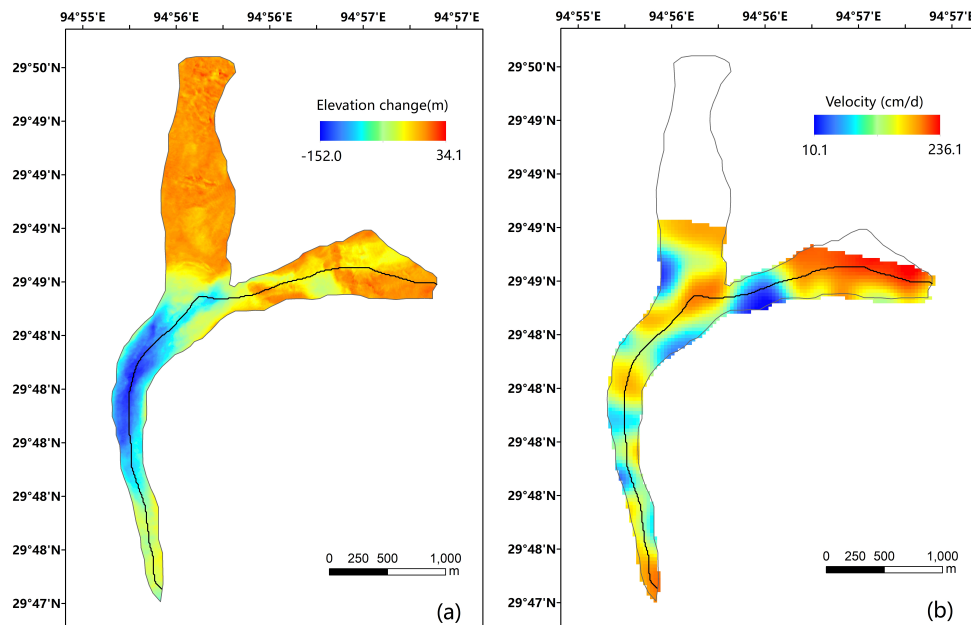 94°55'E 94°56'E 94°56'E 94°57'E 94°57'E
29°50'N
29°49'N
29°49'N
29°49'N
29°49'N
29°48'N
29°48'N
29°48'N
29°48'N
29°48'N
29°47'N
Elevation change(m)
-152.0 34.1
0 250 500 1,000
m
(a)
94°55'E 94°56'E 94°56'E 94°57'E 94°57'E
29°50'N
29°49'N
29°49'N
29°49'N
29°49'N
29°48'N
29°48'N
29°48'N
29°48'N
29°48'N
29°47'N
Velocity (cm/d)
10.1 236.1
0 250 500 1,000
m
(b)